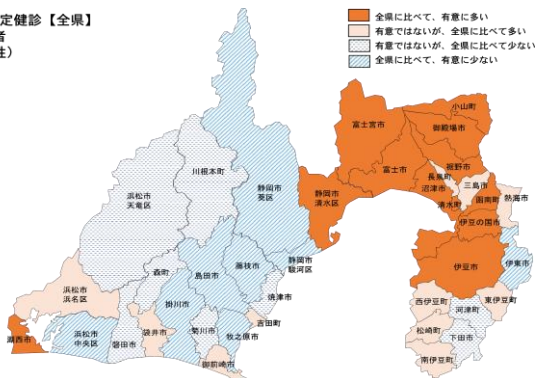 定健診【全県】
者
性）
全県に比べて、有意に多い
有意ではないが、全県に比べて多い
有意ではないが、全県に比べて少ない
全県に比べて、有意に少ない
小山町
富士宮市
御殿場市
裾野市
富士市
長泉町
三島市
沼津市
熱海市
清水町
函南町
伊豆の国市
川根本町
静岡市
葵区
静岡市
清水区
浜松市
天竜区
伊豆市
伊東市
静岡市
駿河区
藤枝市
島田市
森町
焼津市
浜松市
浜名区
掛川市
西伊豆町
東伊豆町
河津町
吉田町
湖西市
浜松市
中央区
磐田市
袋井市
菊川市
牧之原市
松崎町
下田市
南伊豆町
御前崎市